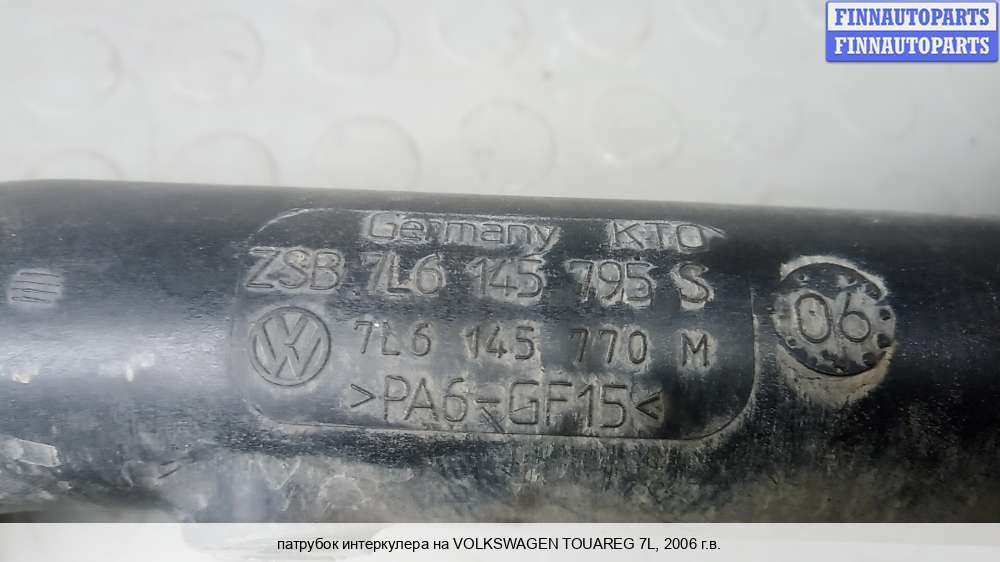 FINNAUTOPARTS
FINNAUTOPARTS
Germany KTO
ZSB 7L6 145 795 S
7L6 145 770 M
>PA6-GF15<
06
патрубок интеркулера на VOLKSWAGEN TOUAREG 7L, 2006 г.в.